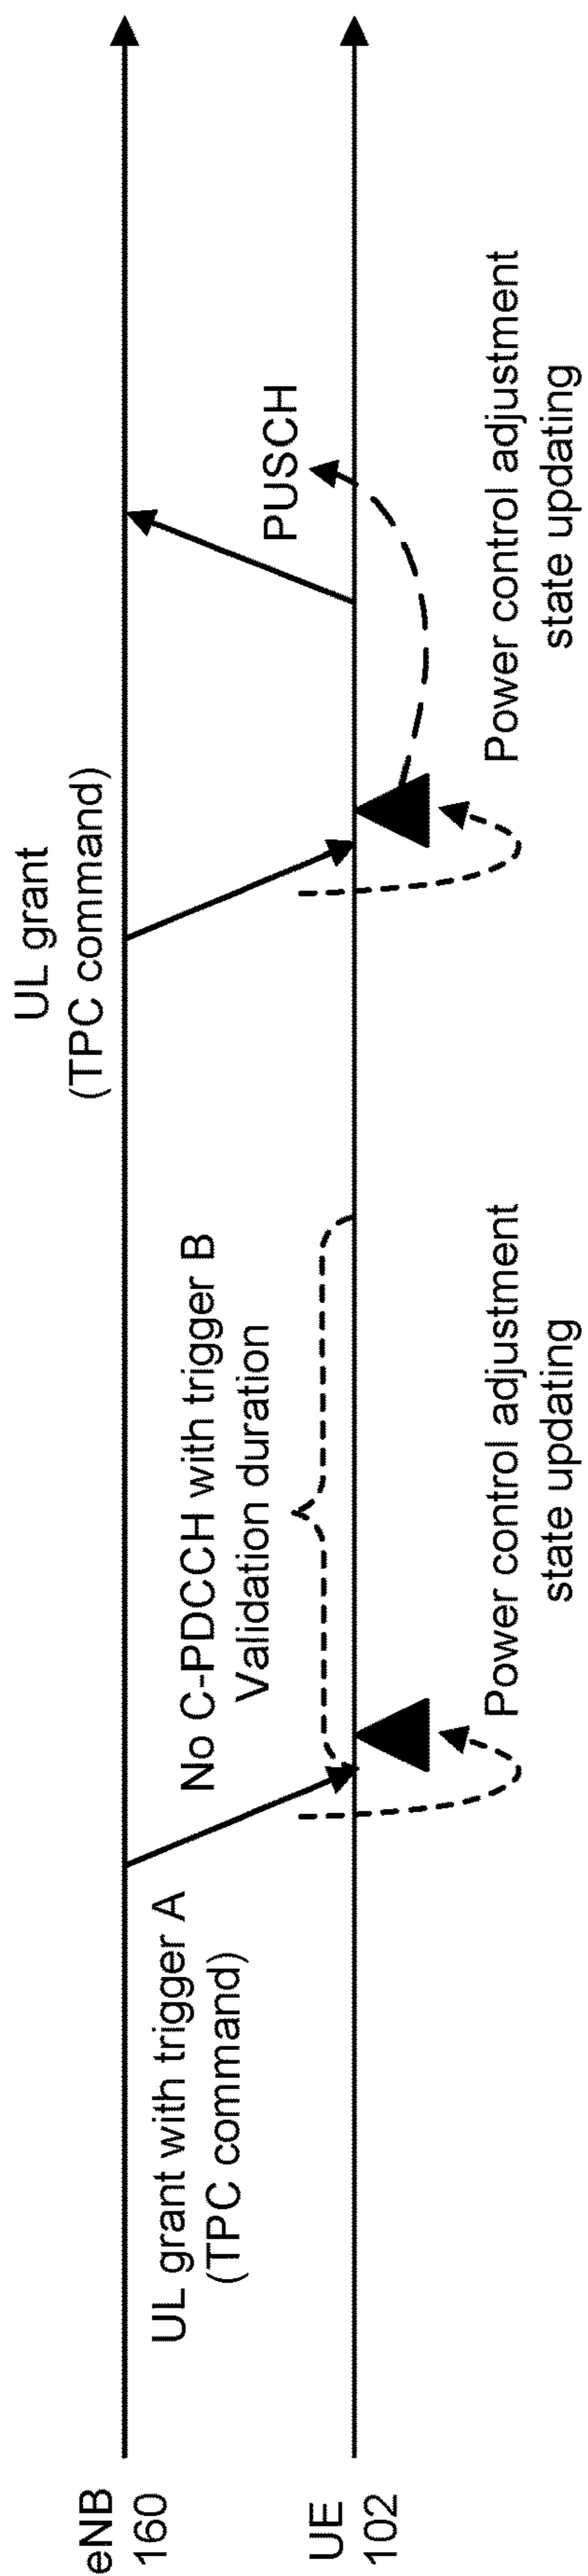 eNB
160
UE
102
UL grant with trigger A
(TPC command)
No C-PDCCH with trigger B
Validation duration
Power control adjustment
state updating
UL grant
(TPC command)
PUSCH
Power control adjustment
state updating